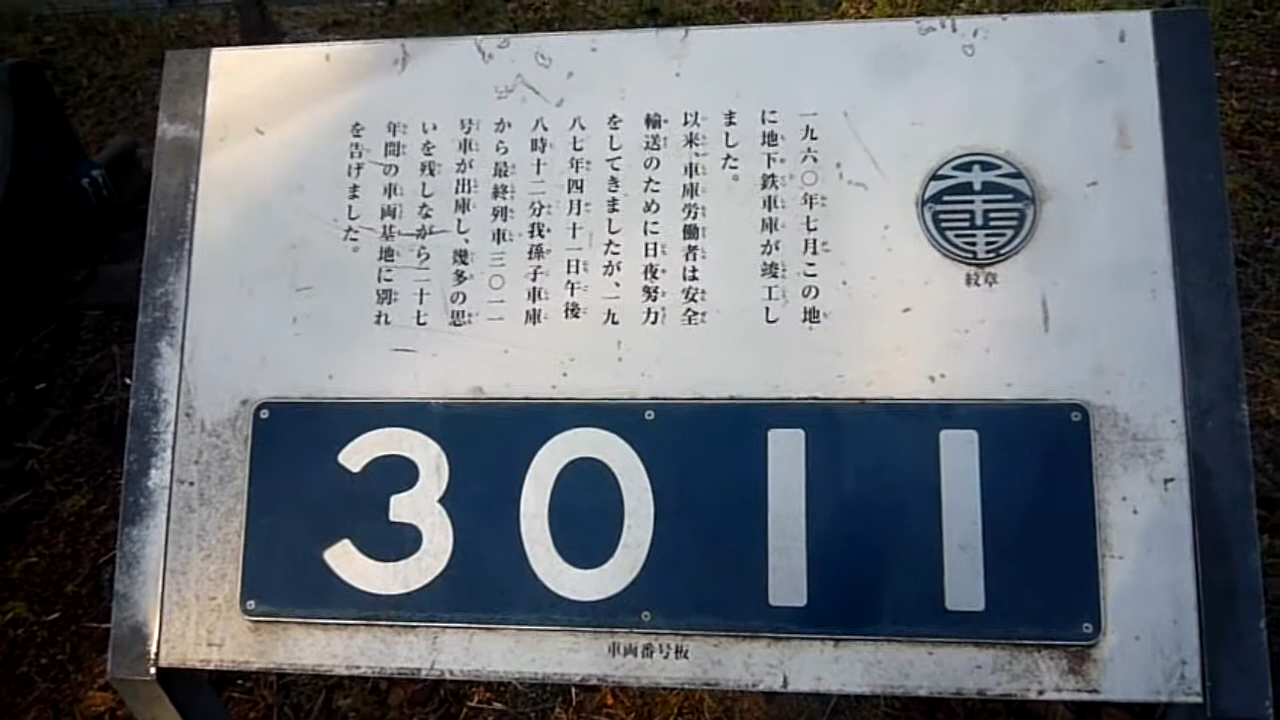 紋章
一九六〇年七月この地
に地下鉄車庫が竣工し
ました。
以来、車庫労働者は安全
輸送のために日夜努力
をしてきましたが、一九
八七年四月十一日午後
八時十二分我孫子車庫
から最終列車三〇一一
号車が出庫し、幾多の思
いを残しながら二十七
年間の車両基地に別れ
を告げました。
3011
車両番号板